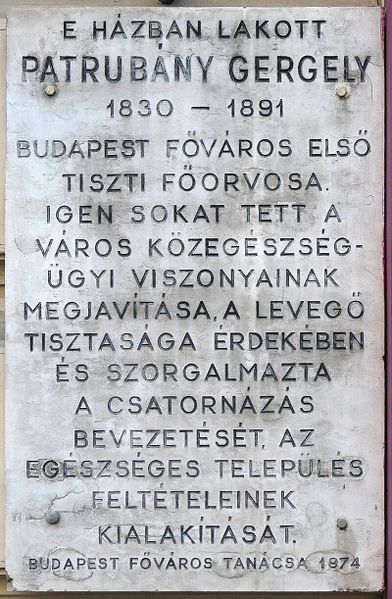 E HÁZBAN LAKOTT
PATRUBÁNY GERGELY
1830 – 1891
BUDAPEST FŐVÁROS ELSŐ
TISZTI FŐORVOSA.
IGEN SOKAT TETT A
VÁROS KÖZEGÉSZSÉG-
ÜGYI VISZONYAINAK
MEGJAVÍTÁSA, A LEVEGŐ
TISZTASÁGA ÉRDEKÉBEN
ÉS SZORGALMAZTA
A CSATORNÁZÁS
BEVEZETÉSÉT, AZ
EGÉSZSÉGES TELEPÜLÉS
FELTÉTELEINEK
KIALAKÍTÁSÁT.
BUDAPEST FŐVÁROS TANÁCSA 1974